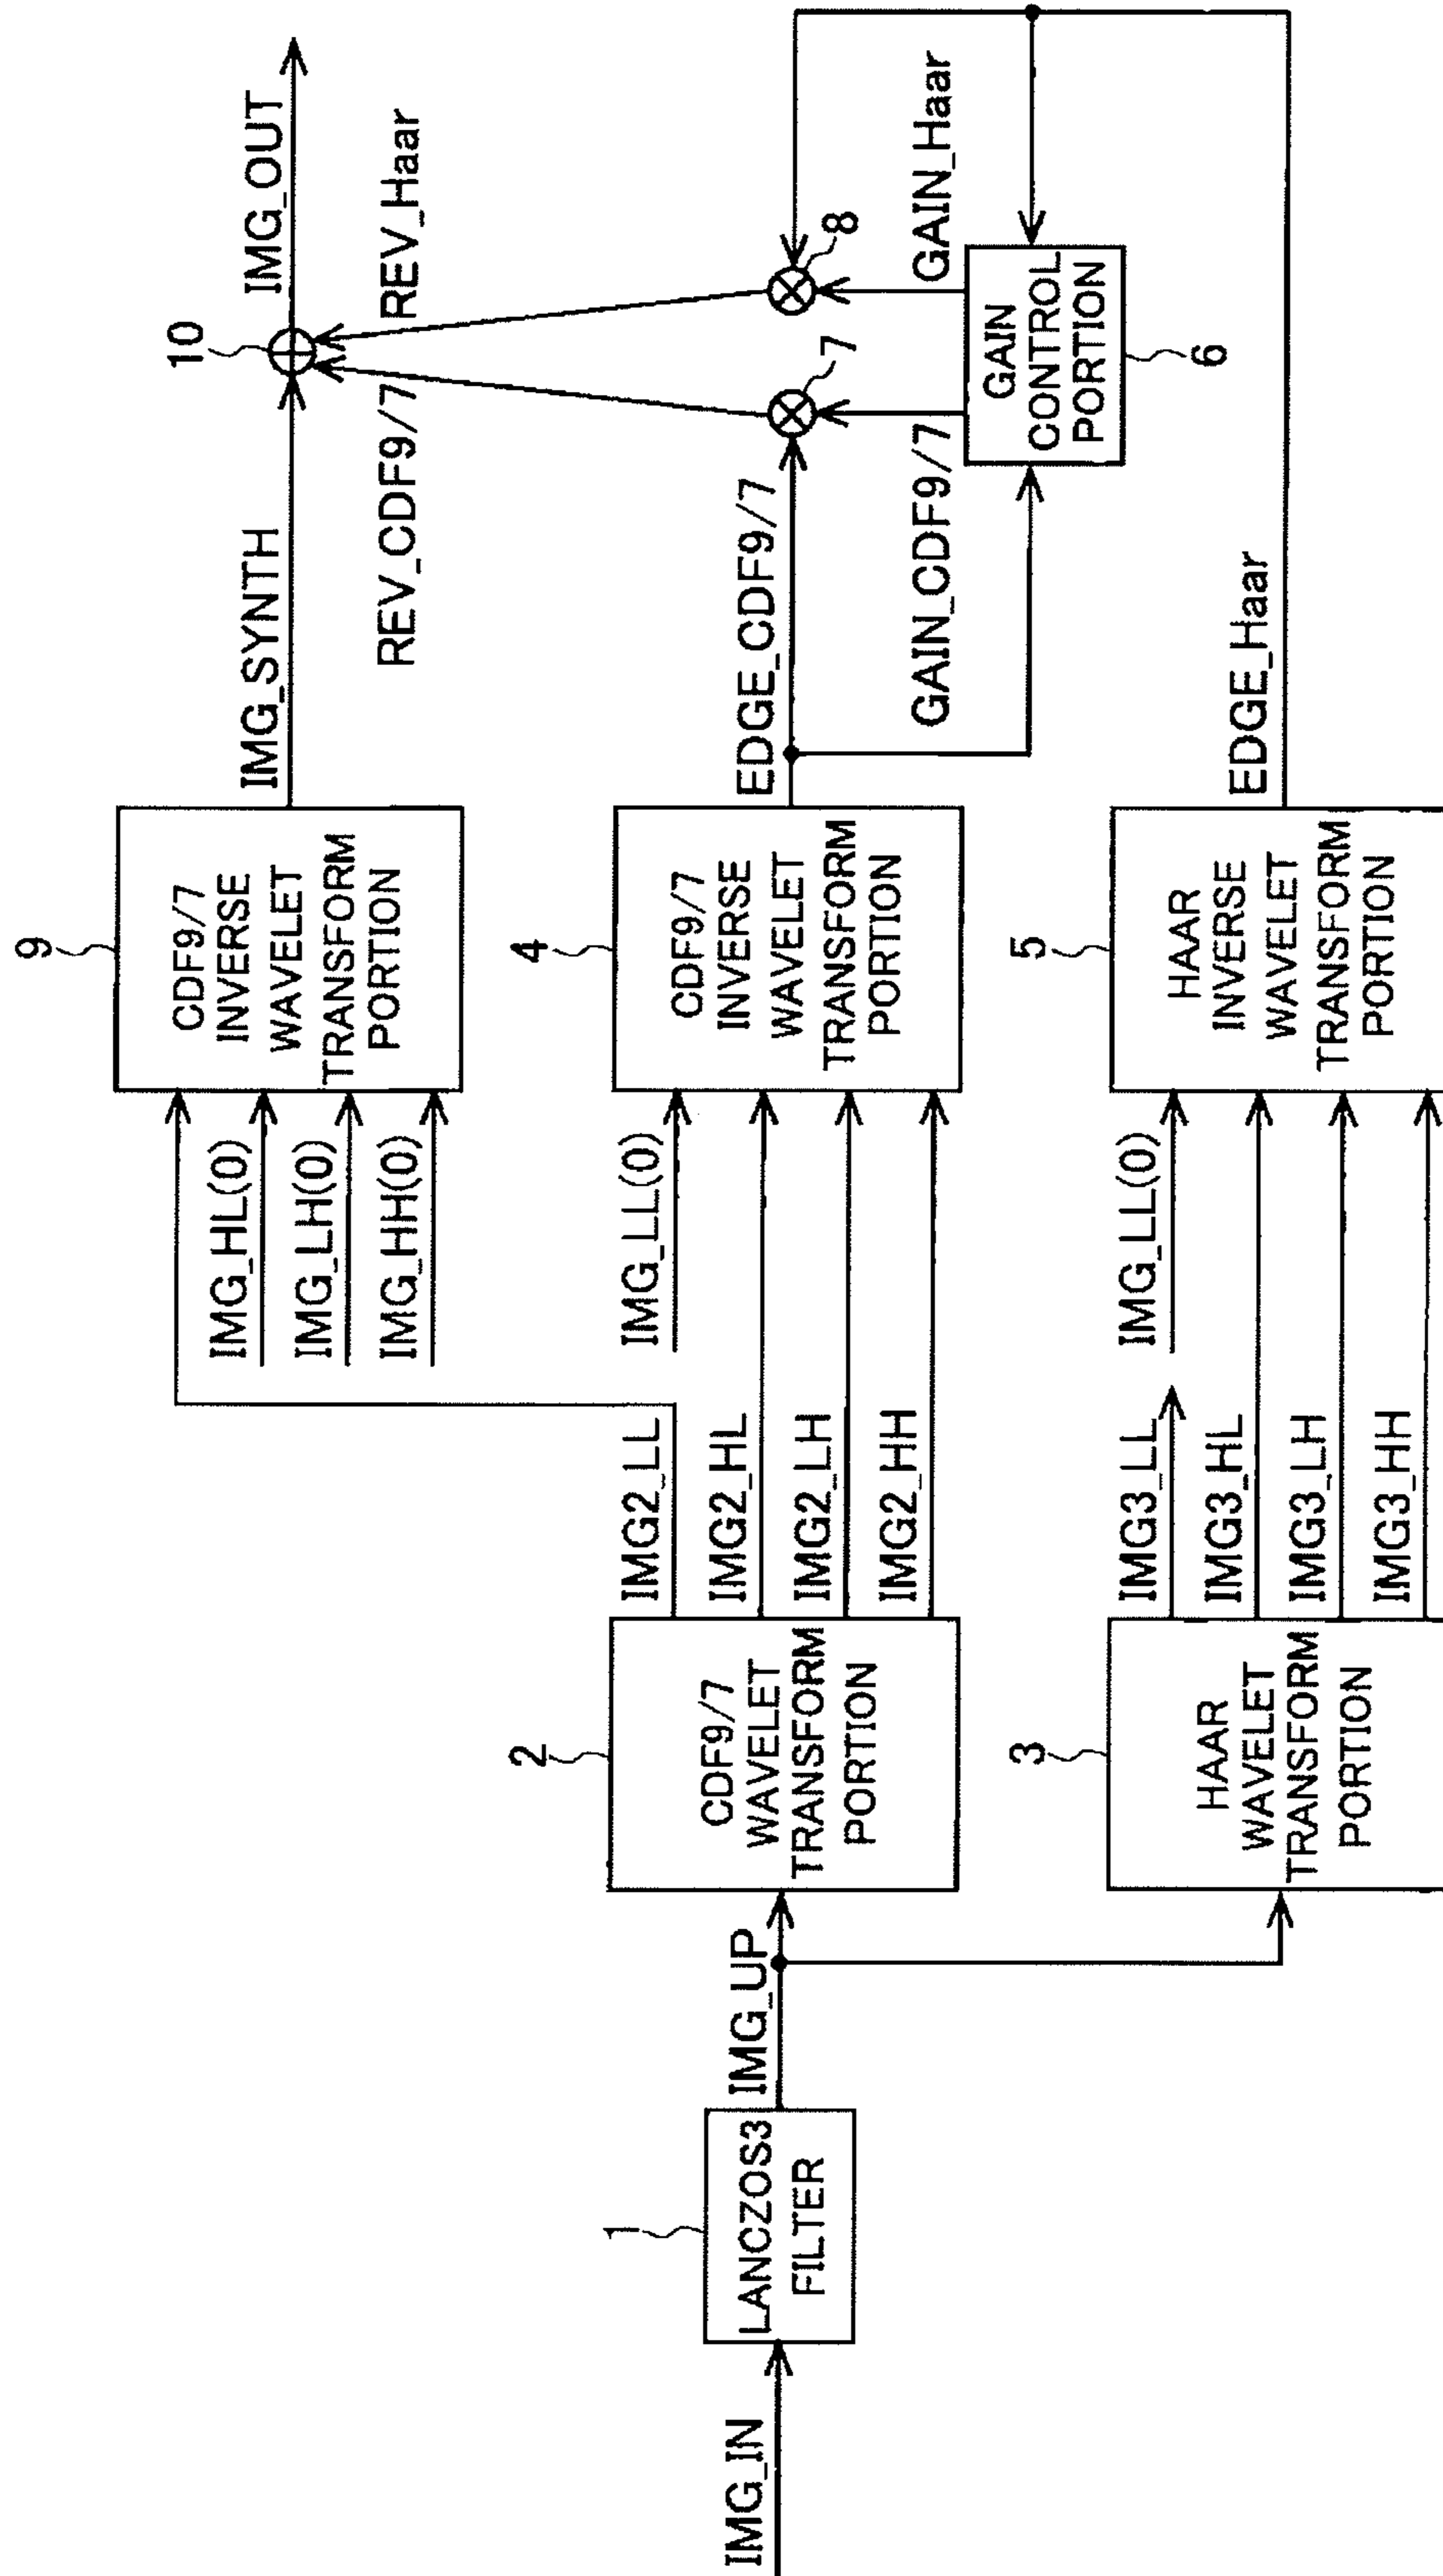 IMG_IN
1
LANCZOS3
FILTER
IMG_UP
2
CDF9/7
WAVELET
TRANSFORM
PORTION
3
HAAR
WAVELET
TRANSFORM
PORTION
IMG2_LL
IMG2_HL
IMG2_LH
IMG2_HH
IMG3_LL
IMG3_HL
IMG3_LH
IMG3_HH
IMG_HL(0)
IMG_LH(0)
IMG_HH(0)
IMG_LL(0)
IMG_LL(0)
9
CDF9/7
INVERSE
WAVELET
TRANSFORM
PORTION
4
CDF9/7
INVERSE
WAVELET
TRANSFORM
PORTION
5
HAAR
INVERSE
WAVELET
TRANSFORM
PORTION
IMG_SYNTH
EDGE_CDF9/7
EDGE_Haar
GAIN_CDF9/7
GAIN
CONTROL
PORTION
6
GAIN_Haar
7
8
REV_CDF9/7
REV_Haar
10
IMG_OUT